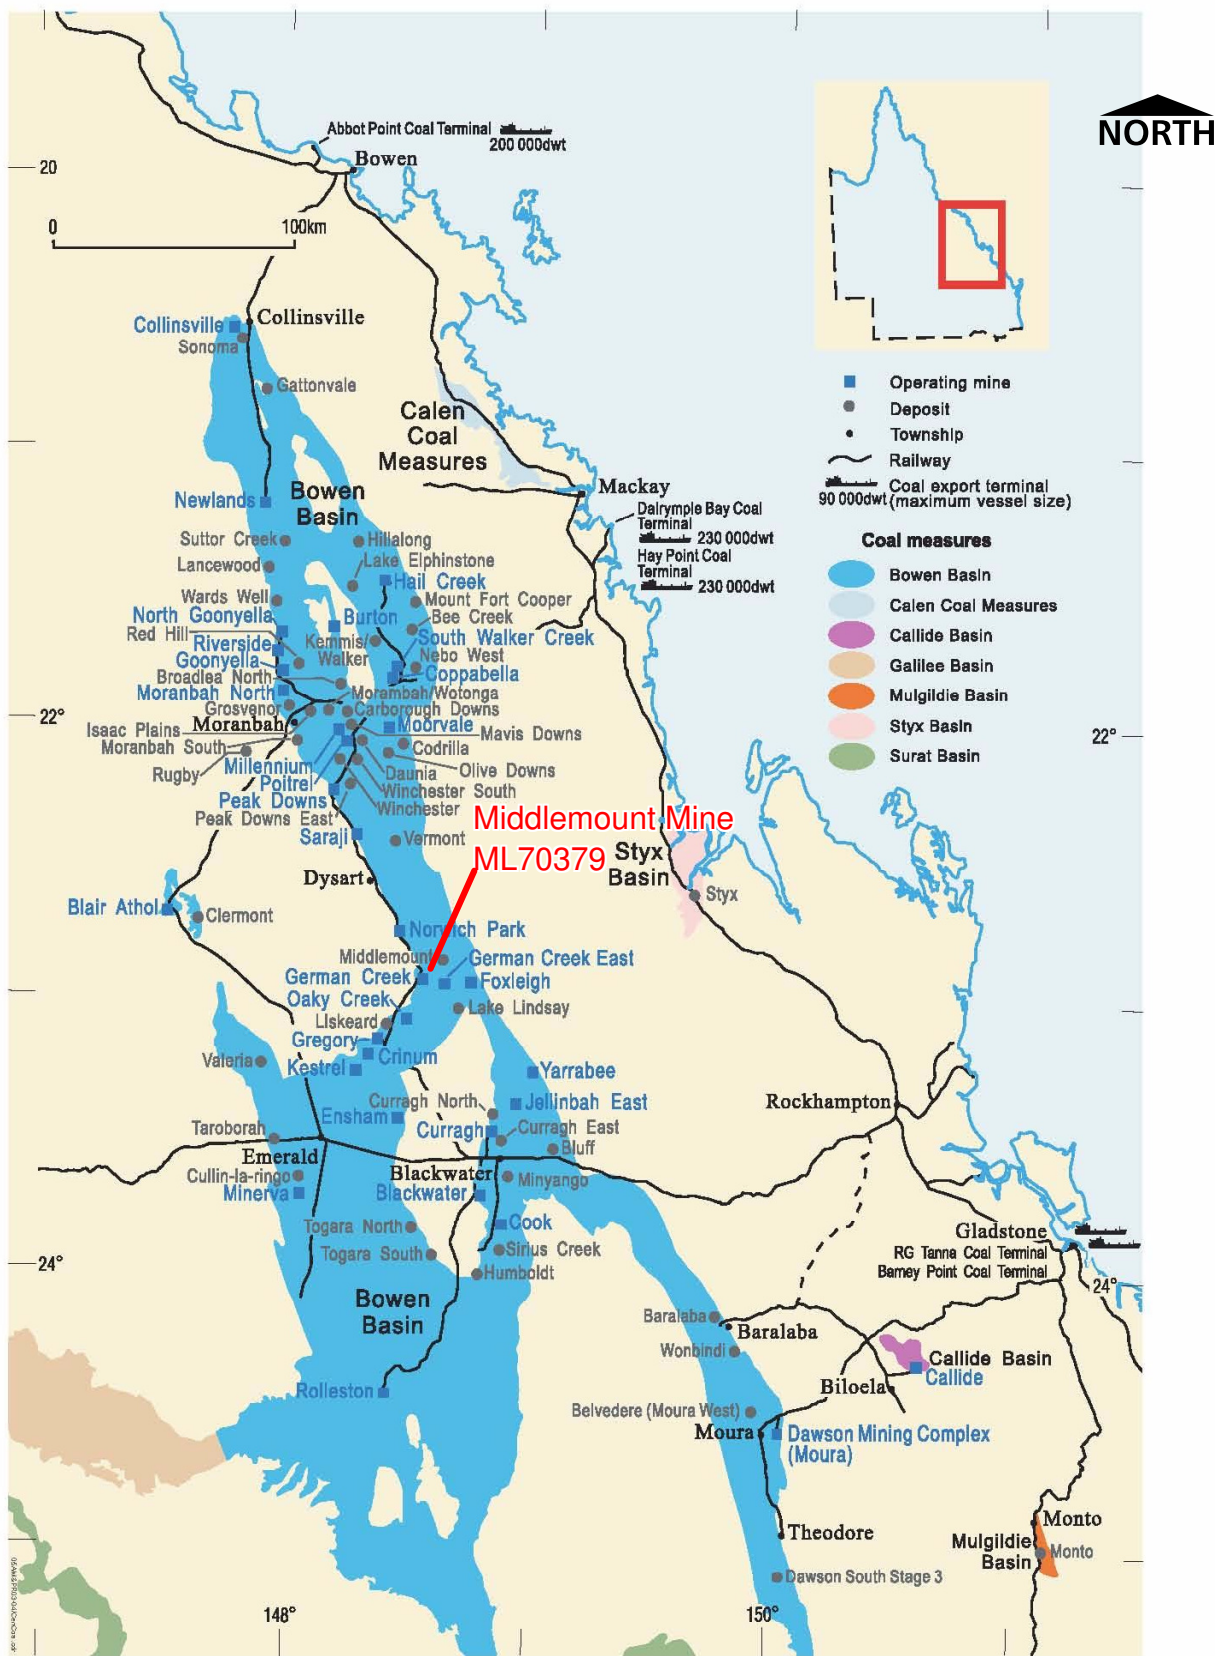 Abbot Point Coal Terminal
200 000dwt
NORTH
Bowen
20
0
100km
Collinsville
Collinsville
Sonoma
Gattonvale
Operating mine
Deposit
Township
Railway
Coal export terminal
90 000dwt (maximum vessel size)
Calen
Coal
Measures
Mackay
Newlands
Bowen
Basin
Dalrymple Bay Coal
Terminal
230 000dwt
Hay Point Coal
Terminal
230 000dwt
Coal measures
Bowen Basin
Calen Coal Measures
Callide Basin
Galilee Basin
Mulgildie Basin
Styx Basin
Surat Basin
Suttor Creek
Hillalong
Lake Elphinstone
Lancewood
Hail Creek
Wards Well
Mount Fort Cooper
North Goonyella
Burton
Bee Creek
Red Hill
Riverside
Kemmis/
Walker
South Walker Creek
Goonyella
Nebo West
Broadlea North
Coppabella
Moranbah North
Morambah/Wotonga
Grosvenor
Carborough Downs
Moranbah
Moorvale
Isaac Plains
Mavis Downs
Moranbah South
Codrilla
Rugby
Millennium
Daunia
Olive Downs
Poitrel
Winchester South
Peak Downs
Winchester
Peak Downs East
22°
22°
Middlemount Mine
ML70379
Saraji
Vermont
Styx
Basin
Dysart
Styx
Blair Athol
Clermont
Norwich Park
Middlemount
German Creek East
German Creek
Foxleigh
Oaky Creek
Lake Lindsay
Liskeard
Gregory
Crinum
Valeria
Kestrel
Yarrabee
Curragh North
Jellinbah East
Rockhampton
Ensham
Taroborah
Curragh
Curragh East
Emerald
Bluff
Cullin-la-ringo
Blackwater
Minyango
Minerva
Blackwater
Togara North
Cook
Togara South
Sirius Creek
Humboldt
Gladstone
RG Tanna Coal Terminal
Barney Point Coal Terminal
24°
24°
Bowen
Basin
Baralaba
Baralaba
Wonbindi
Callide Basin
Callide
Biloela
Rolleston
Belvedere (Moura West)
Moura
Dawson Mining Complex
(Moura)
Theodore
Monto
Mulgildie
Basin
Monto
Dawson South Stage 3
148°
150°